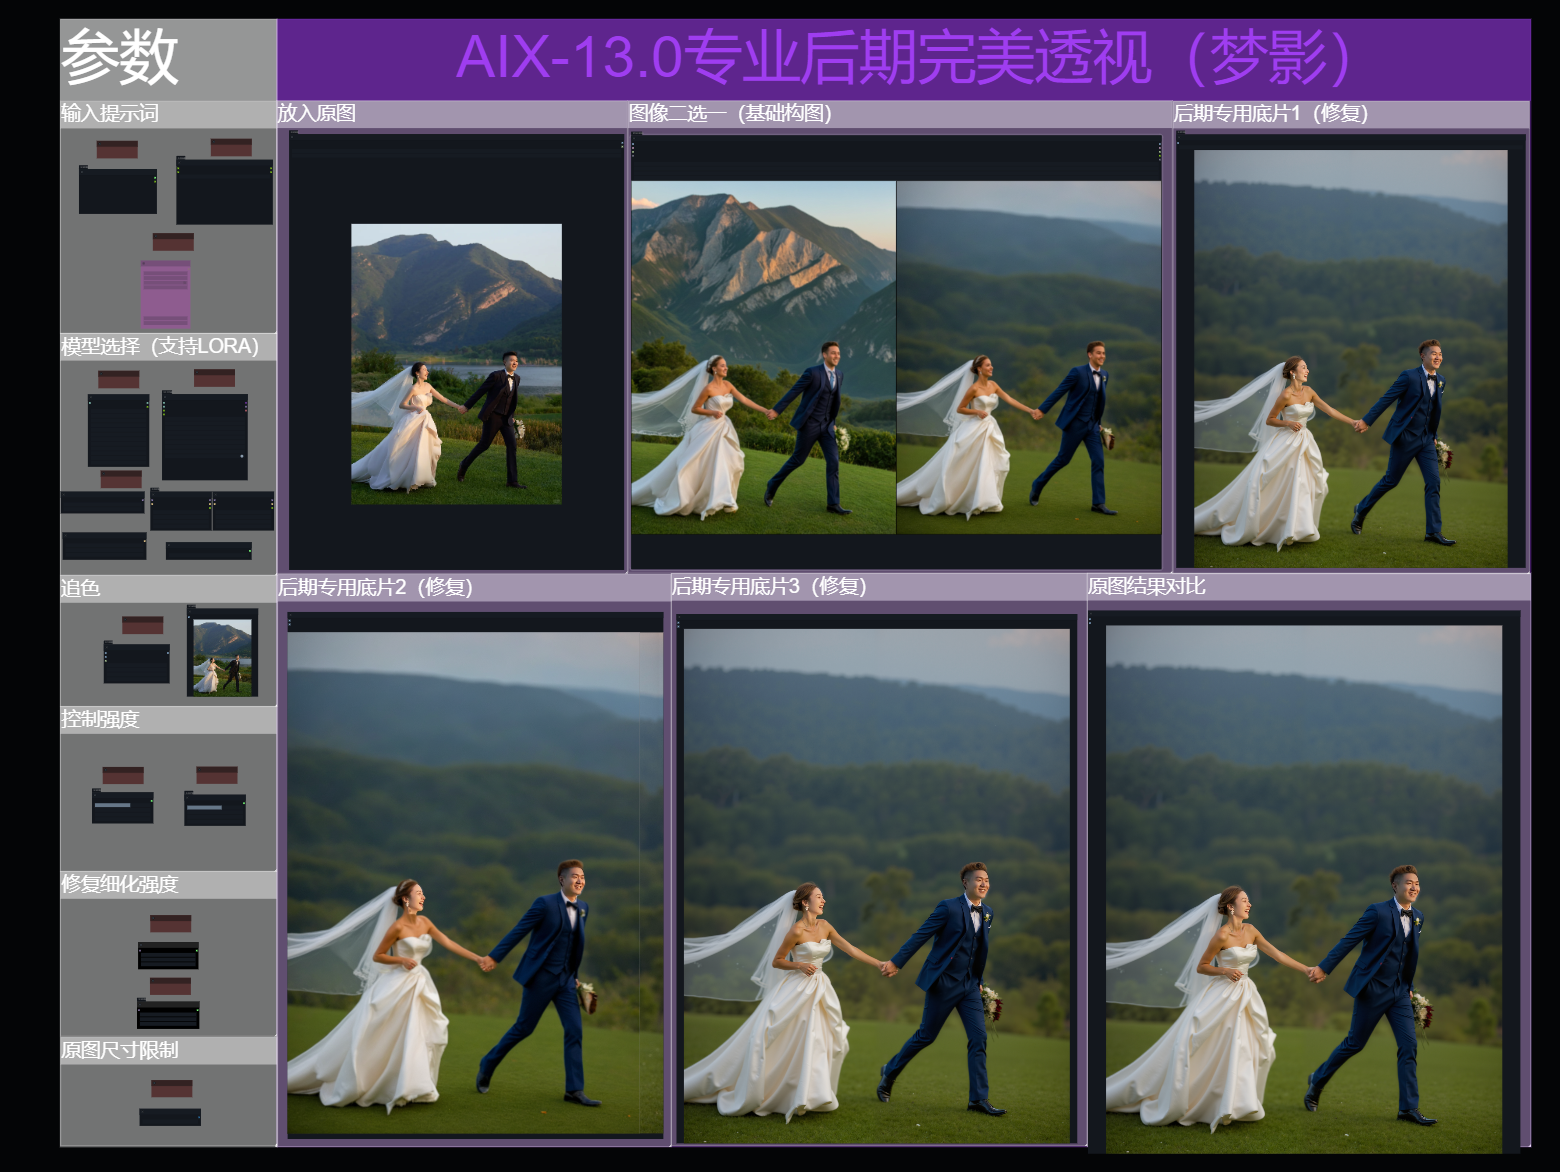 参数
AIX-13.0专业后期完美透视（梦影）
输入提示词
放入原图
图像二选一（基础构图）
后期专用底片1（修复）
模型选择（支持LORA）
追色
后期专用底片2（修复）
后期专用底片3（修复）
原图结果对比
控制强度
修复细化强度
原图尺寸限制